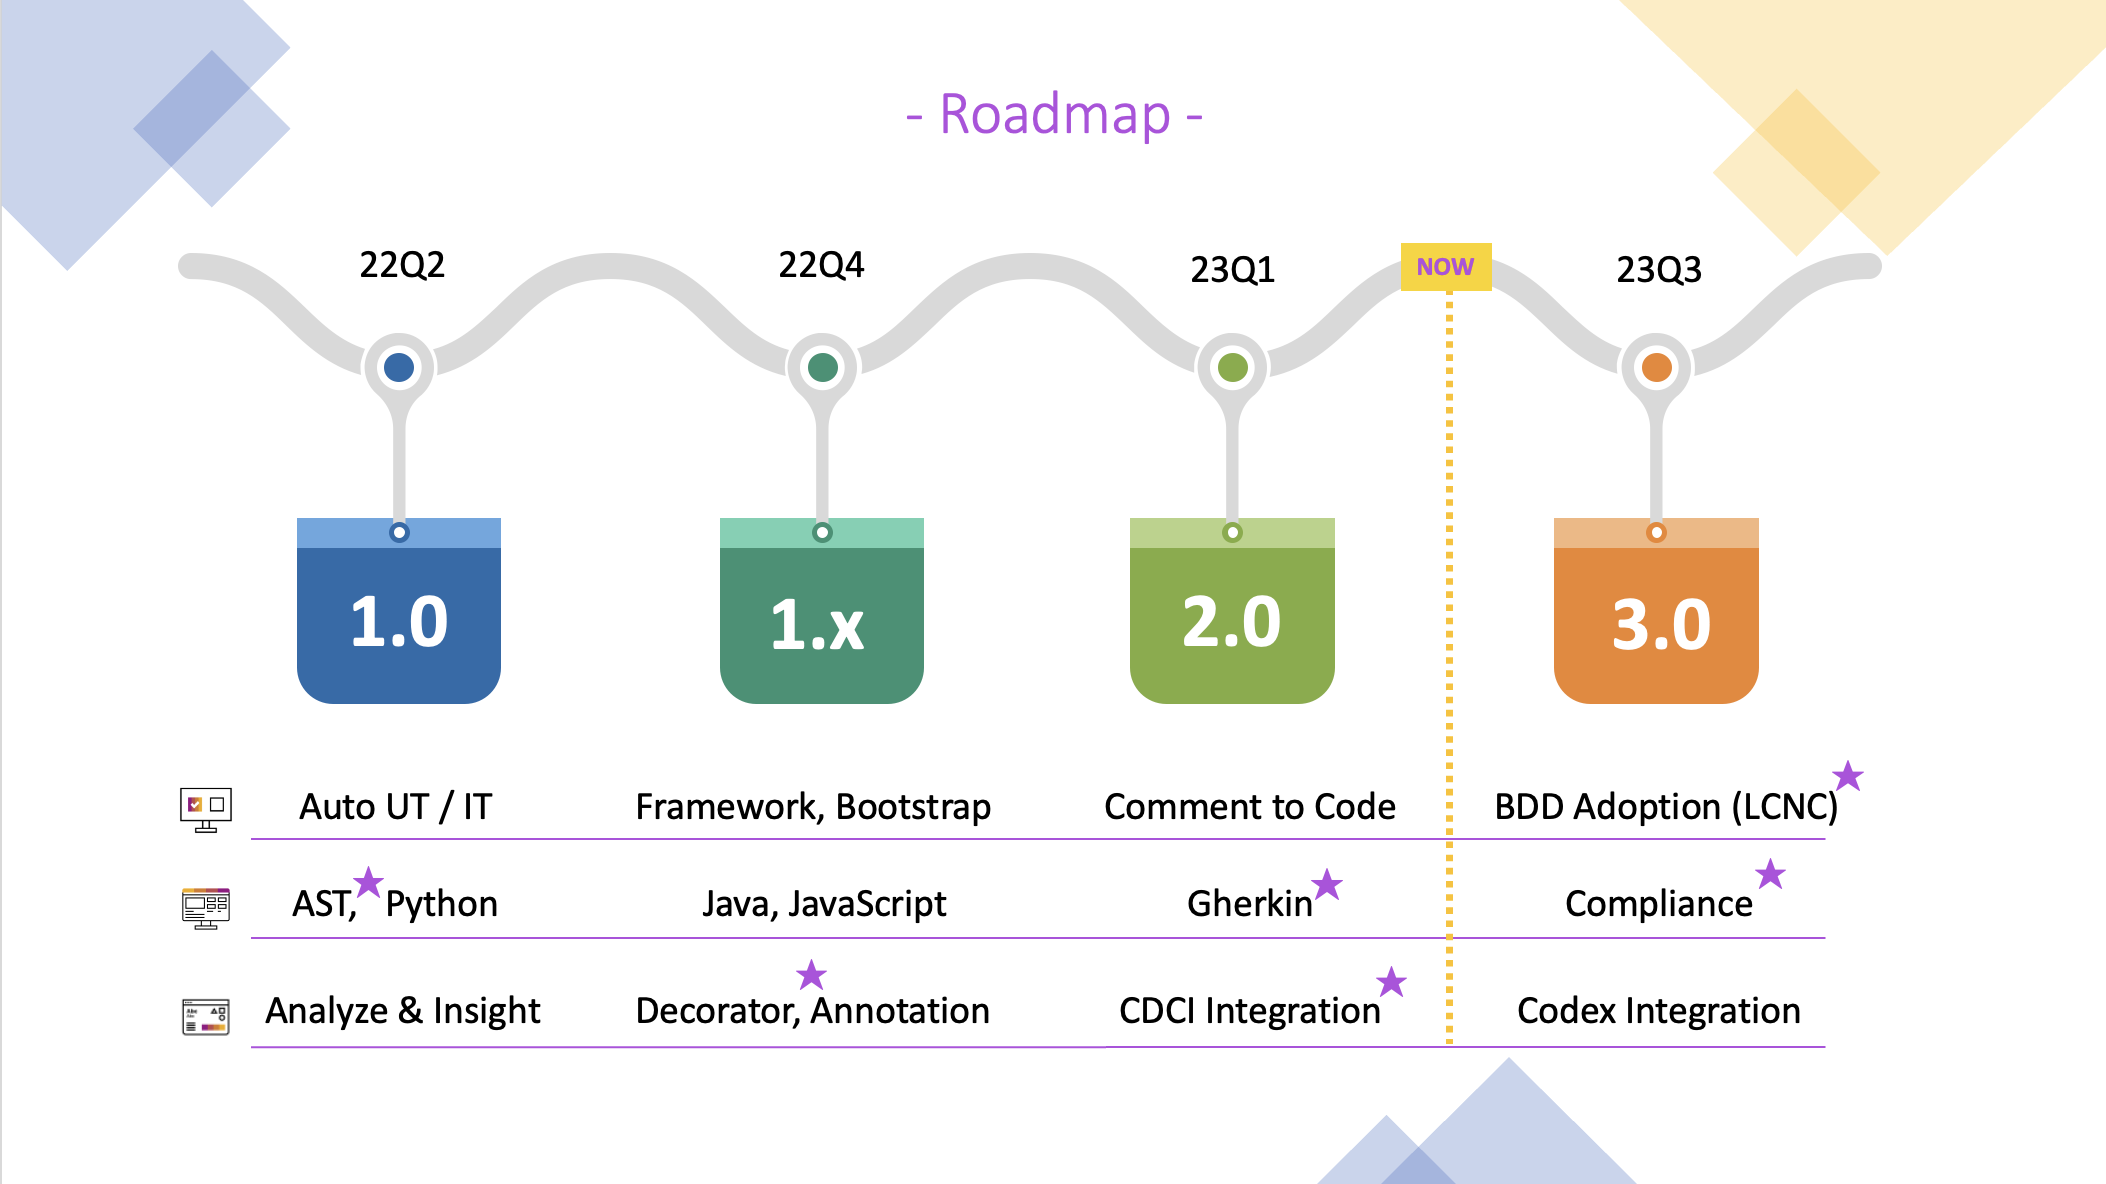 - Roadmap -
22Q2
22Q4
23Q1
NOW
23Q3
1.0
1.x
2.0
3.0
Auto UT / IT
Framework, Bootstrap
Comment to Code
BDD Adoption (LCNC)
AST, Python
Java, JavaScript
Gherkin
Compliance
Analyze & Insight
Decorator, Annotation
CDCI Integration
Codex Integration